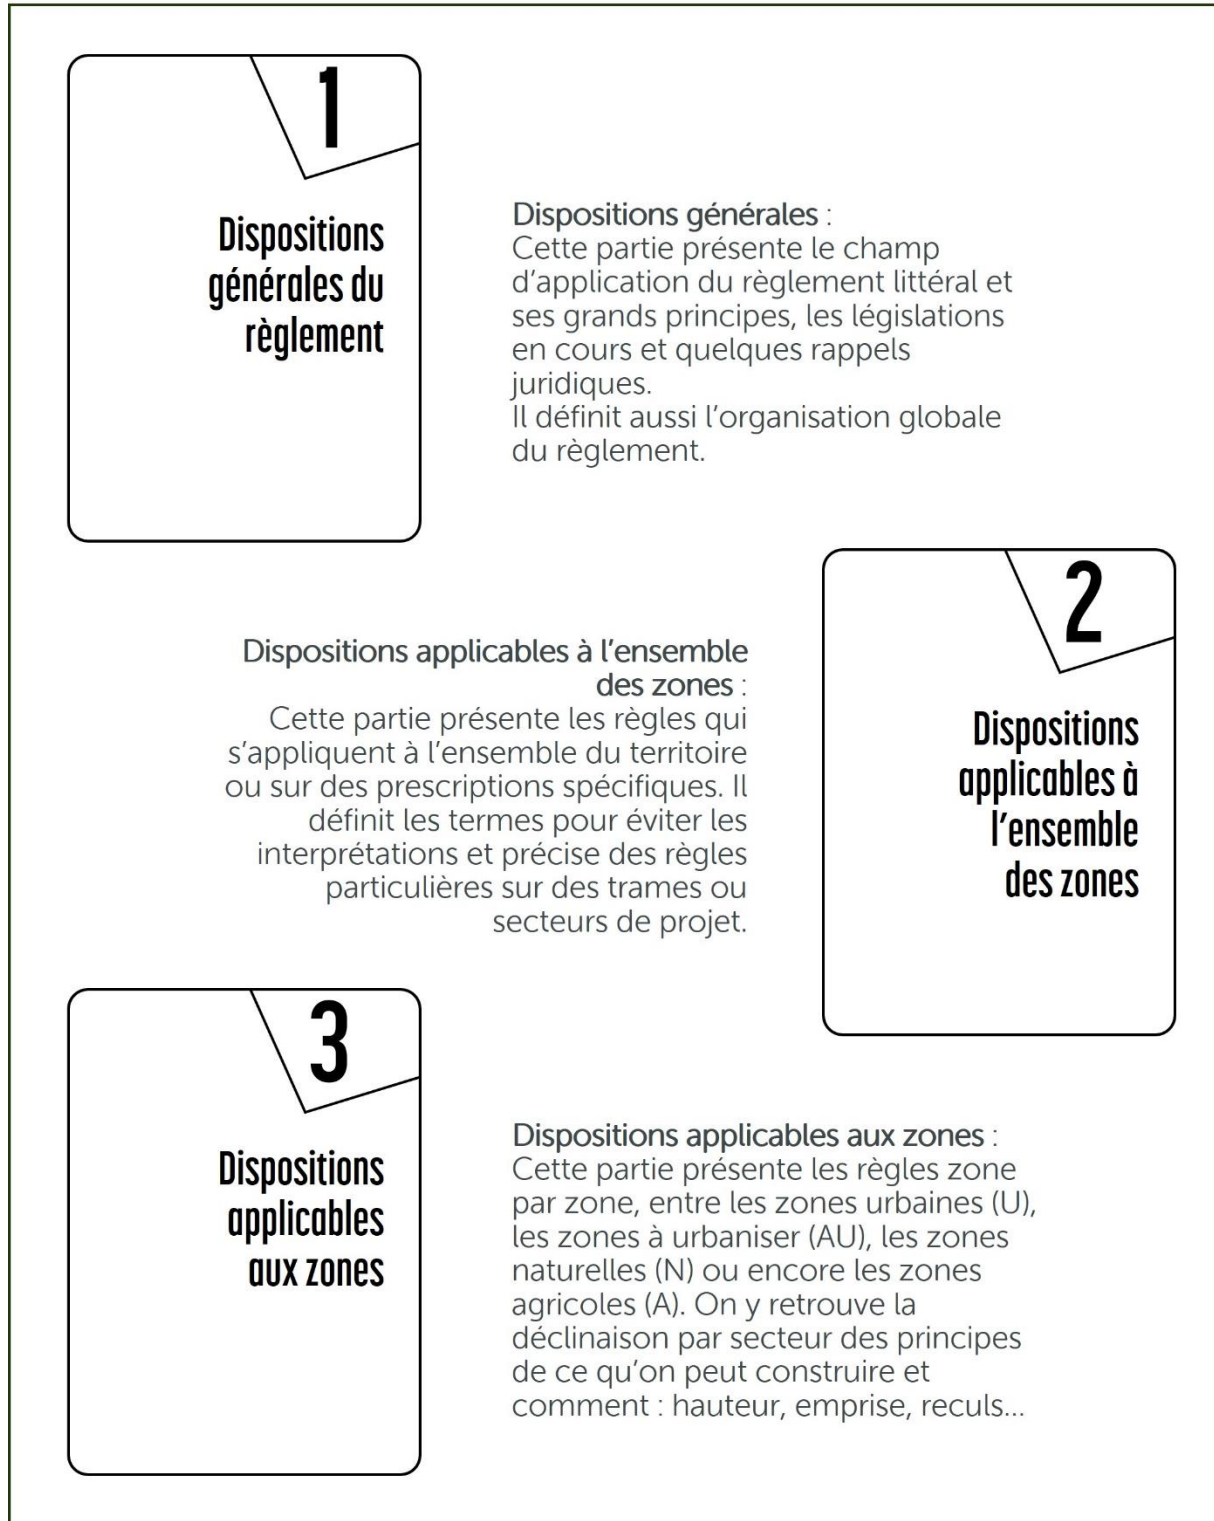 1
Dispositions
générales du
règlement
Dispositions générales :
Cette partie présente le champ
d’application du règlement littéral et
ses grands principes, les législations
en cours et quelques rappels
juridiques.
Il définit aussi l’organisation globale
du règlement.
2
Dispositions
applicables à
l’ensemble
des zones
Dispositions applicables à l’ensemble
des zones :
Cette partie présente les règles qui
s’appliquent à l’ensemble du territoire
ou sur des prescriptions spécifiques. Il
définit les termes pour éviter les
interprétations et précise des règles
particulières sur des trames ou
secteurs de projet.
3
Dispositions
applicables
aux zones
Dispositions applicables aux zones :
Cette partie présente les règles zone
par zone, entre les zones urbaines (U),
les zones à urbaniser (AU), les zones
naturelles (N) ou encore les zones
agricoles (A). On y retrouve la
déclinaison par secteur des principes
de ce qu’on peut construire et
comment : hauteur, emprise, reculs...